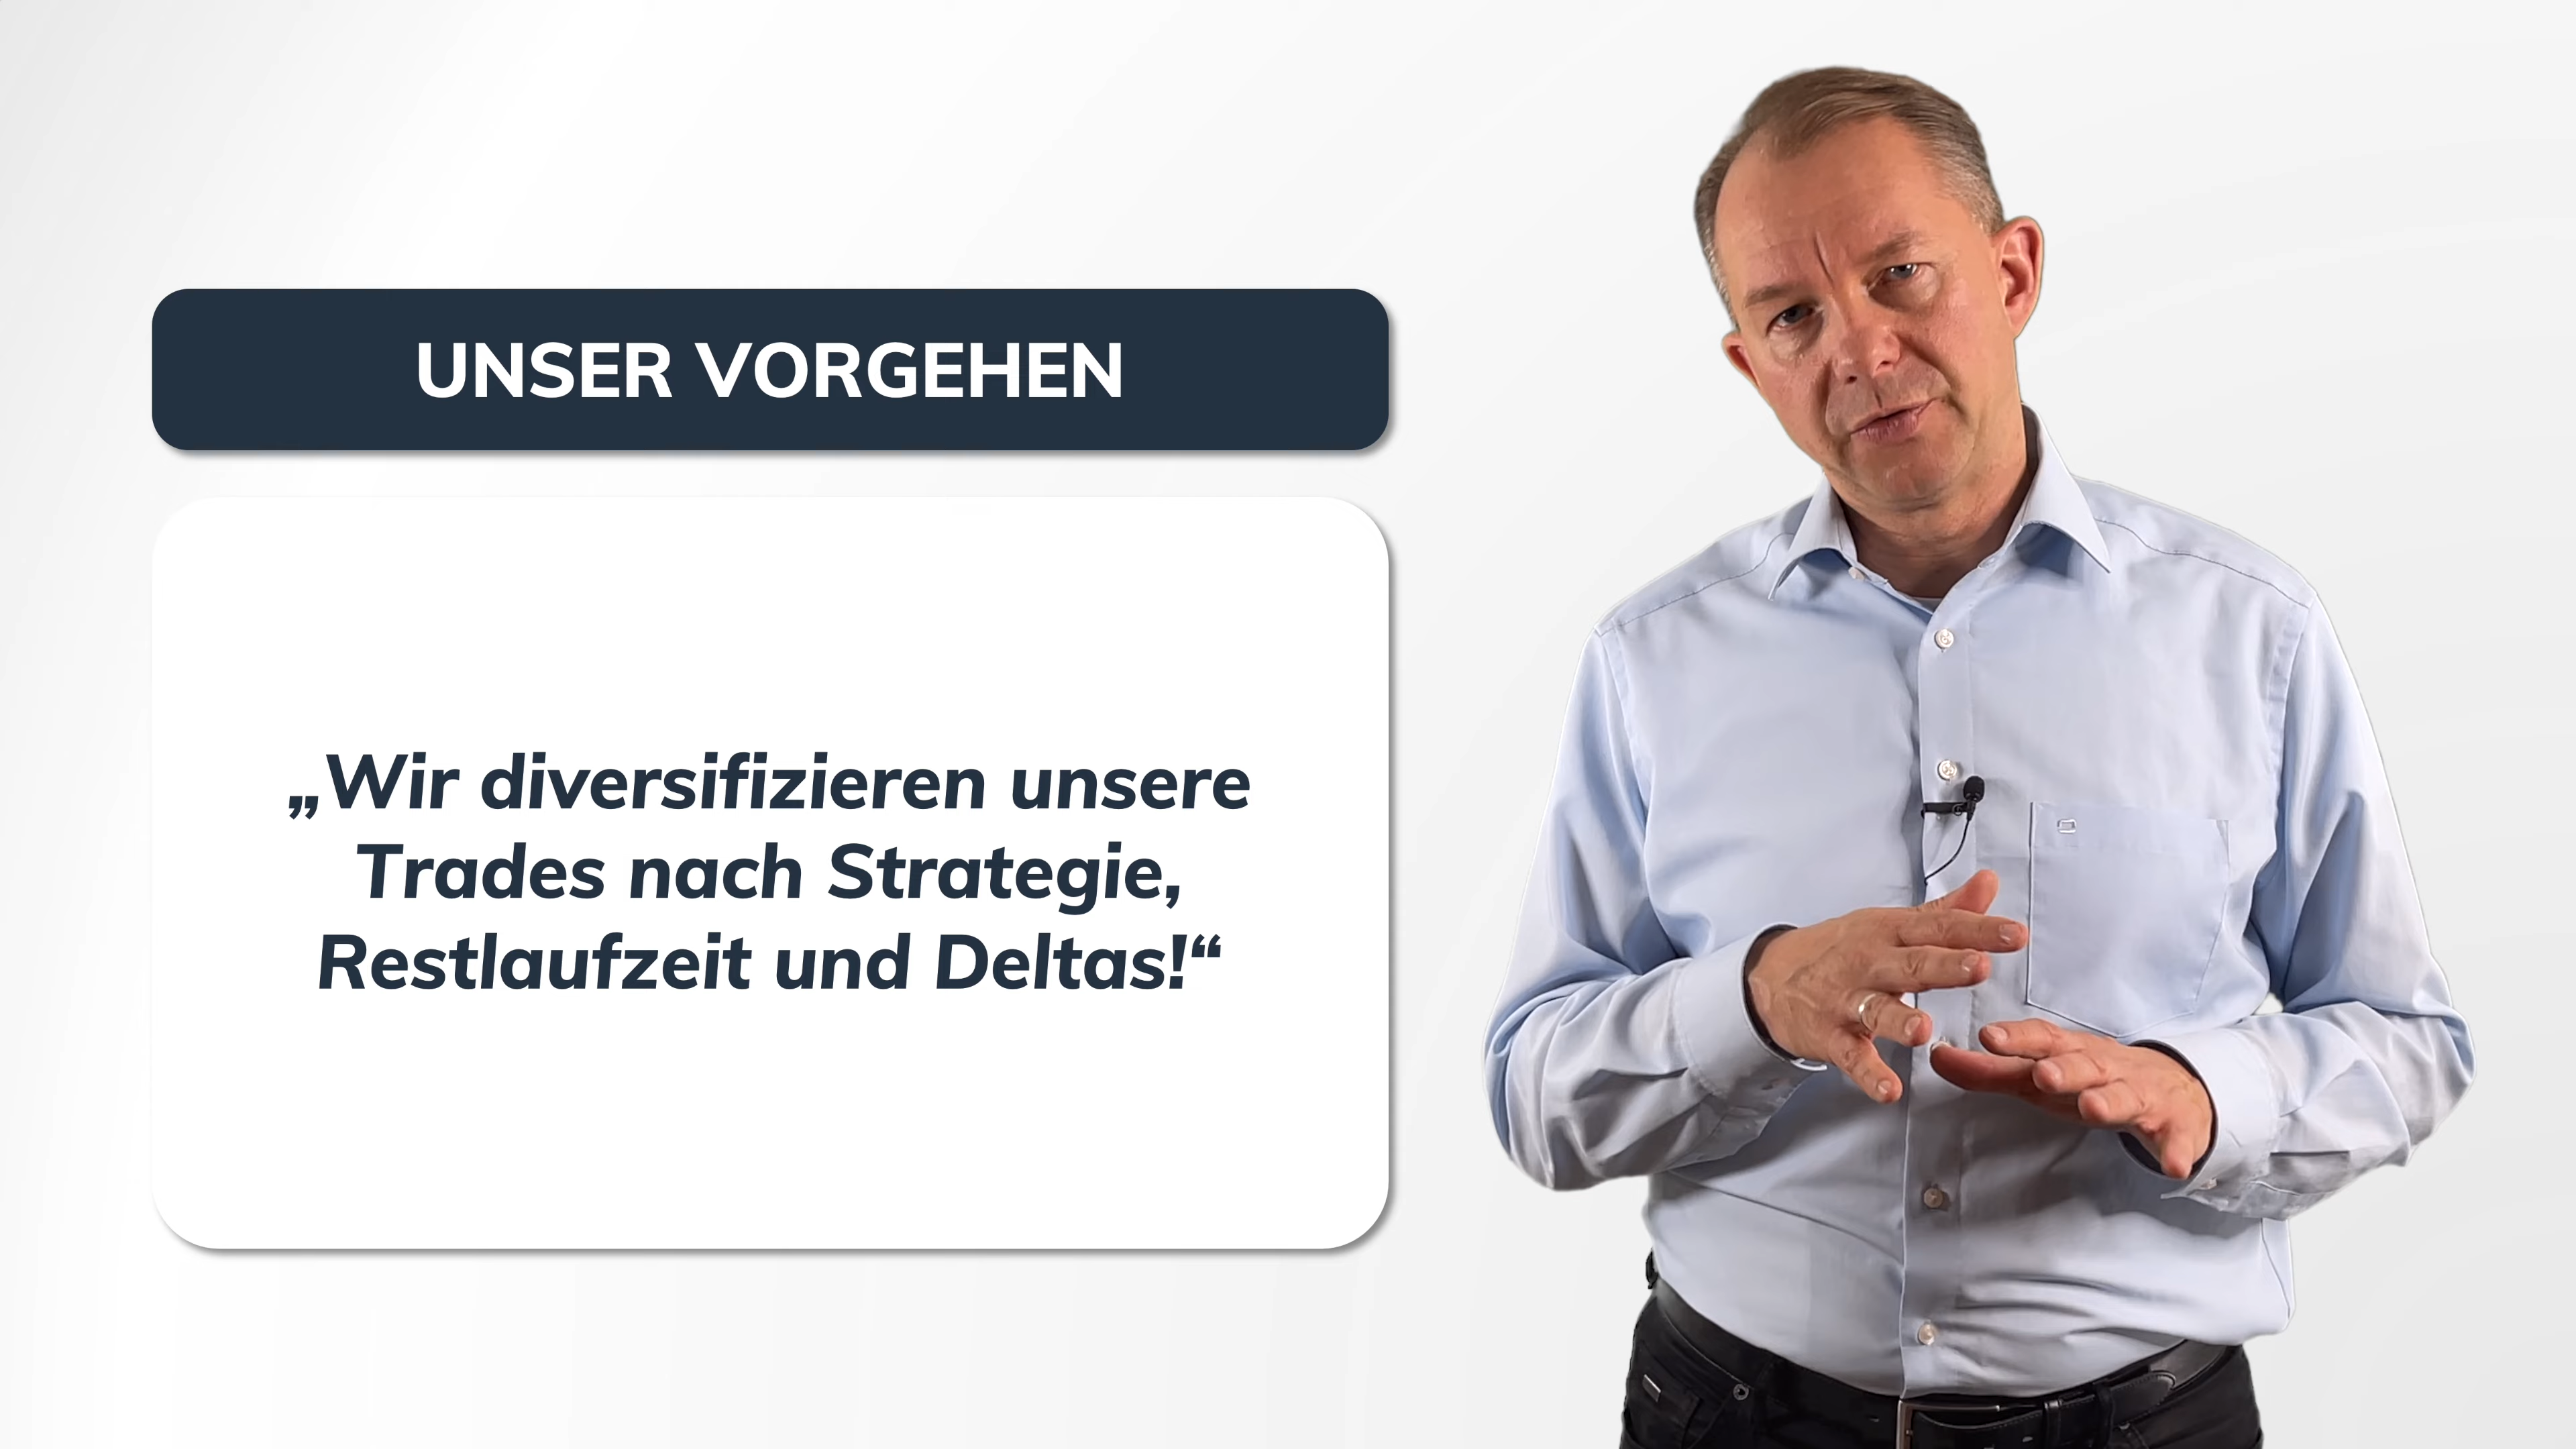 UNSER VORGEHEN
„Wir diversifizieren unsere
Trades nach Strategie,
Restlaufzeit und Deltas!“